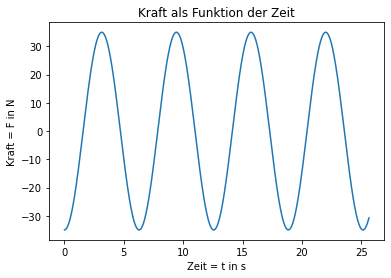 Kraft als Funktion der Zeit
Kraft = F in N
30
20
10
0
−10
−20
−30
0 5 10 15 20 25
Zeit = t in s